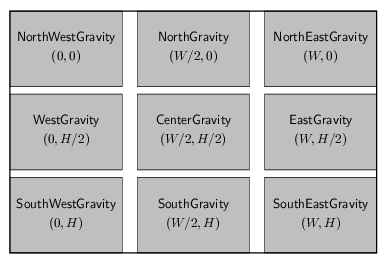 NorthWestGravity
(0, 0)
NorthGravity
(W/2, 0)
NorthEastGravity
(W, 0)
WestGravity
(0, H/2)
CenterGravity
(W/2, H/2)
EastGravity
(W, H/2)
SouthWestGravity
(0, H)
SouthGravity
(W/2, H)
SouthEastGravity
(W, H)